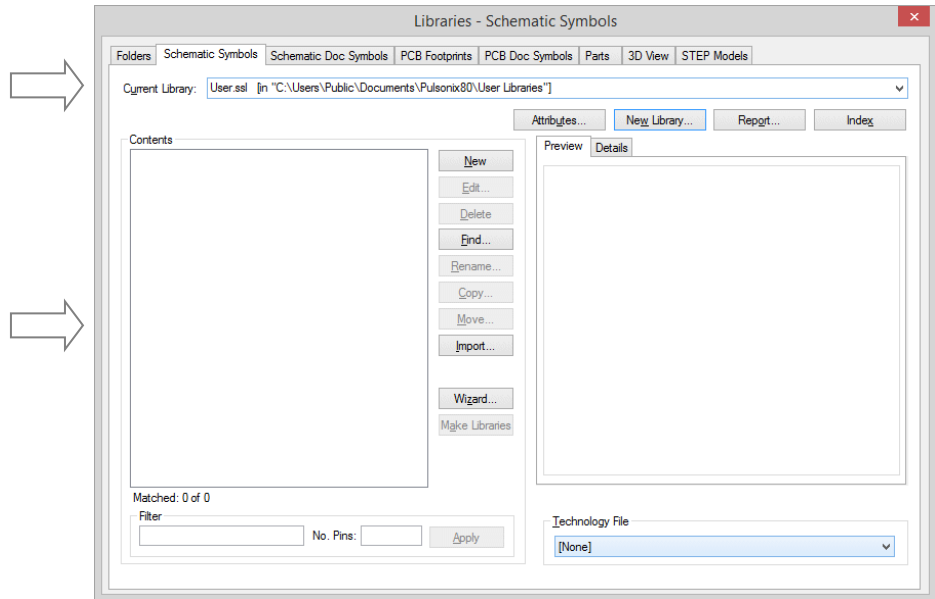 Libraries - Schematic Symbols
Folders Schematic Symbols Schematic Doc Symbols PCB Footprints PCB Doc Symbols Parts 3D View STEP Models
Current Library: User.ssl [in "C:\Users\Public\Documents\Pulsonix80\User Libraries"]
Attributes... New Library... Report... Index
Contents
New
Edit...
Delete
Find...
Rename...
Copy...
Move...
Import...
Wizard...
Make Libraries
Matched: 0 of 0
Filter
No. Pins: Apply
Preview Details
Technology File
[None]